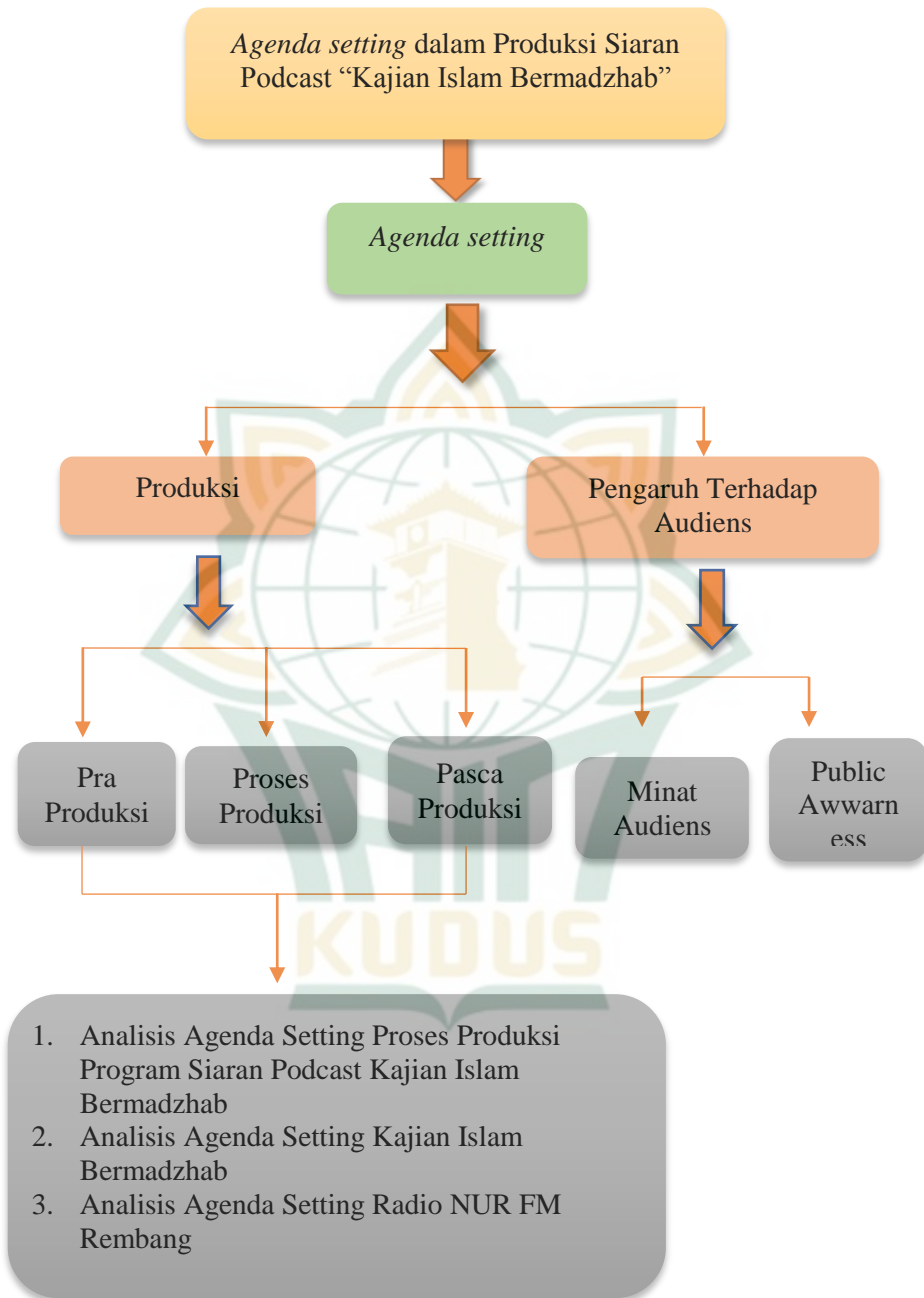 Agenda setting dalam Produksi Siaran
Podcast “Kajian Islam Bermadzhab”
Agenda setting
Produksi
Pengaruh Terhadap
Audiens
Pra
Produksi
Proses
Produksi
Pasca
Produksi
Minat
Audiens
Public
Awwarn
ess
KUDUS
1. Analisis Agenda Setting Proses Produksi
Program Siaran Podcast Kajian Islam
Bermadzhab
2. Analisis Agenda Setting Kajian Islam
Bermadzhab
3. Analisis Agenda Setting Radio NUR FM
Rembang